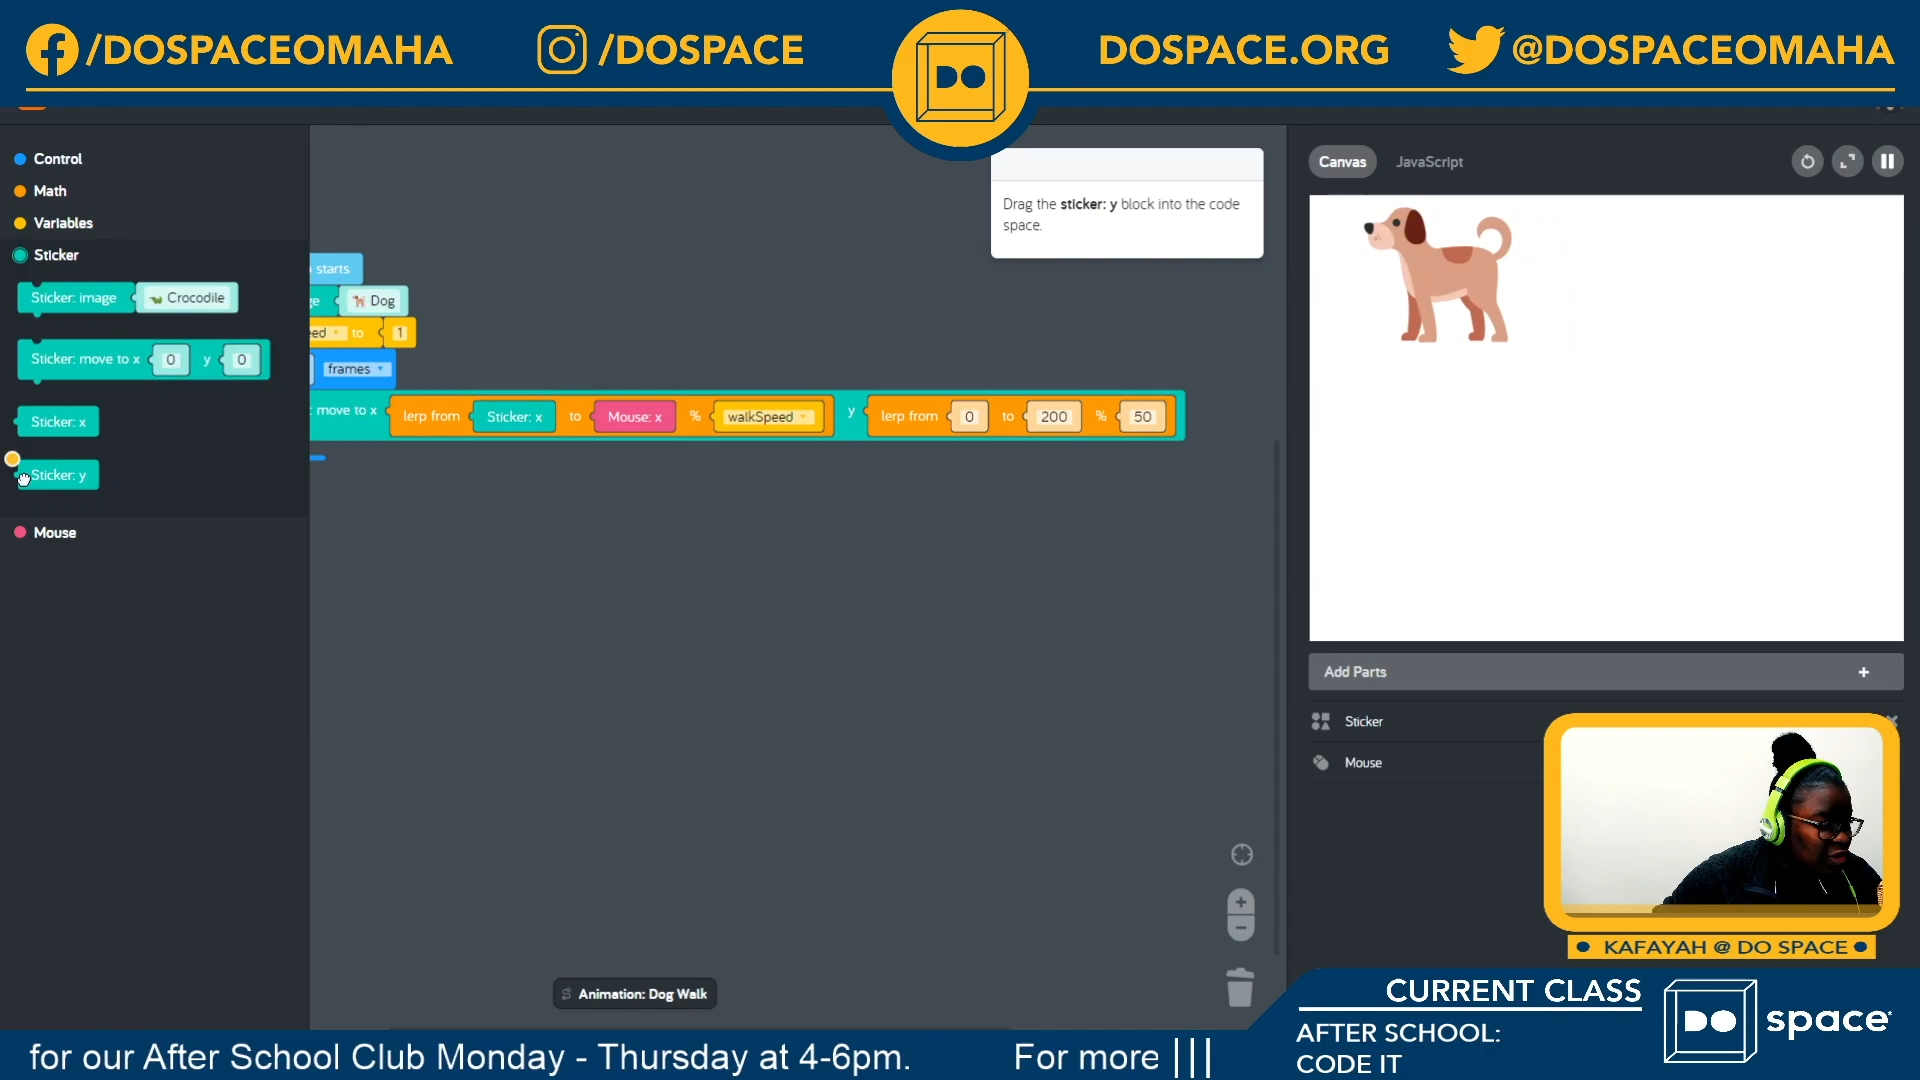 /DOSPACEOMAHA
/DOSPACE
DO
DOSPACE.ORG
@DOSPACEOMAHA
Control
Math
Variables
Sticker
Sticker: image Crocodile
Sticker: move to x 0 y 0
Sticker: x
Sticker: y
Mouse
starts
Dog
to 1
frames
move to x lerp from Sticker: x to Mouse: x % walkSpeed y lerp from 0 to 200 % 50
Drag the sticker: y block into the code
space.
Animation: Dog Walk
Canvas JavaScript
Add Parts +
Sticker
Mouse
KAFAYAH @ DO SPACE
CURRENT CLASS
AFTER SCHOOL:
CODE IT
DO space
for our After School Club Monday - Thursday at 4-6pm. For more